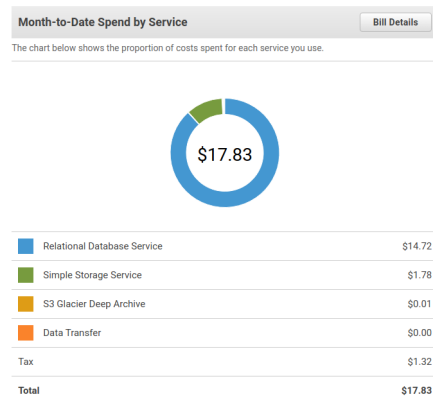 Month-to-Date Spend by Service
Bill Details
The chart below shows the proportion of costs spent for each service you use.
$17.83
Relational Database Service $14.72
Simple Storage Service $1.78
S3 Glacier Deep Archive $0.01
Data Transfer $0.00
Tax $1.32
Total $17.83